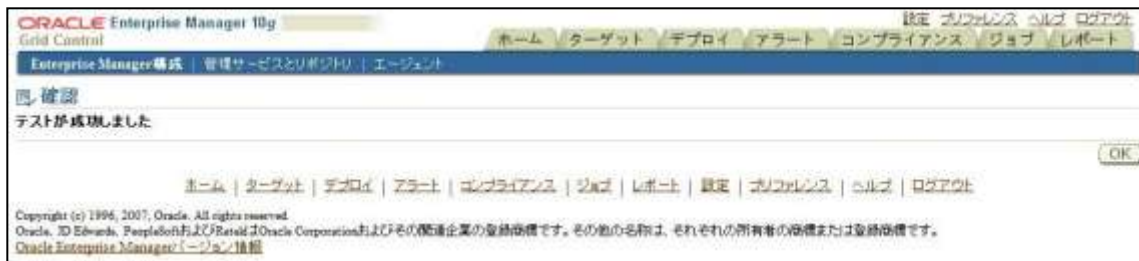 ORACLE Enterprise Manager 10g
Grid Control
設定 プリファレンス ヘルプ ログアウト
ホーム ターゲット デプロイ アラート コンプライアンス ジョブ レポート
Enterprise Manager構成 | 管理サービスとリポジトリ | エージェント
確認
テストが成功しました
OK
ホーム | ターゲット | デプロイ | アラート | コンプライアンス | ジョブ | レポート | 設定 | プリファレンス | ヘルプ | ログアウト
Copyright (c) 1996, 2007, Oracle. All rights reserved.
Oracle、JD Edwards、PeopleSoftおよびRetekはOracle Corporationおよびその関連企業の登録商標です。その他の名称は、それぞれの所有者の商標または登録商標です。
Oracle Enterprise Managerバージョン情報